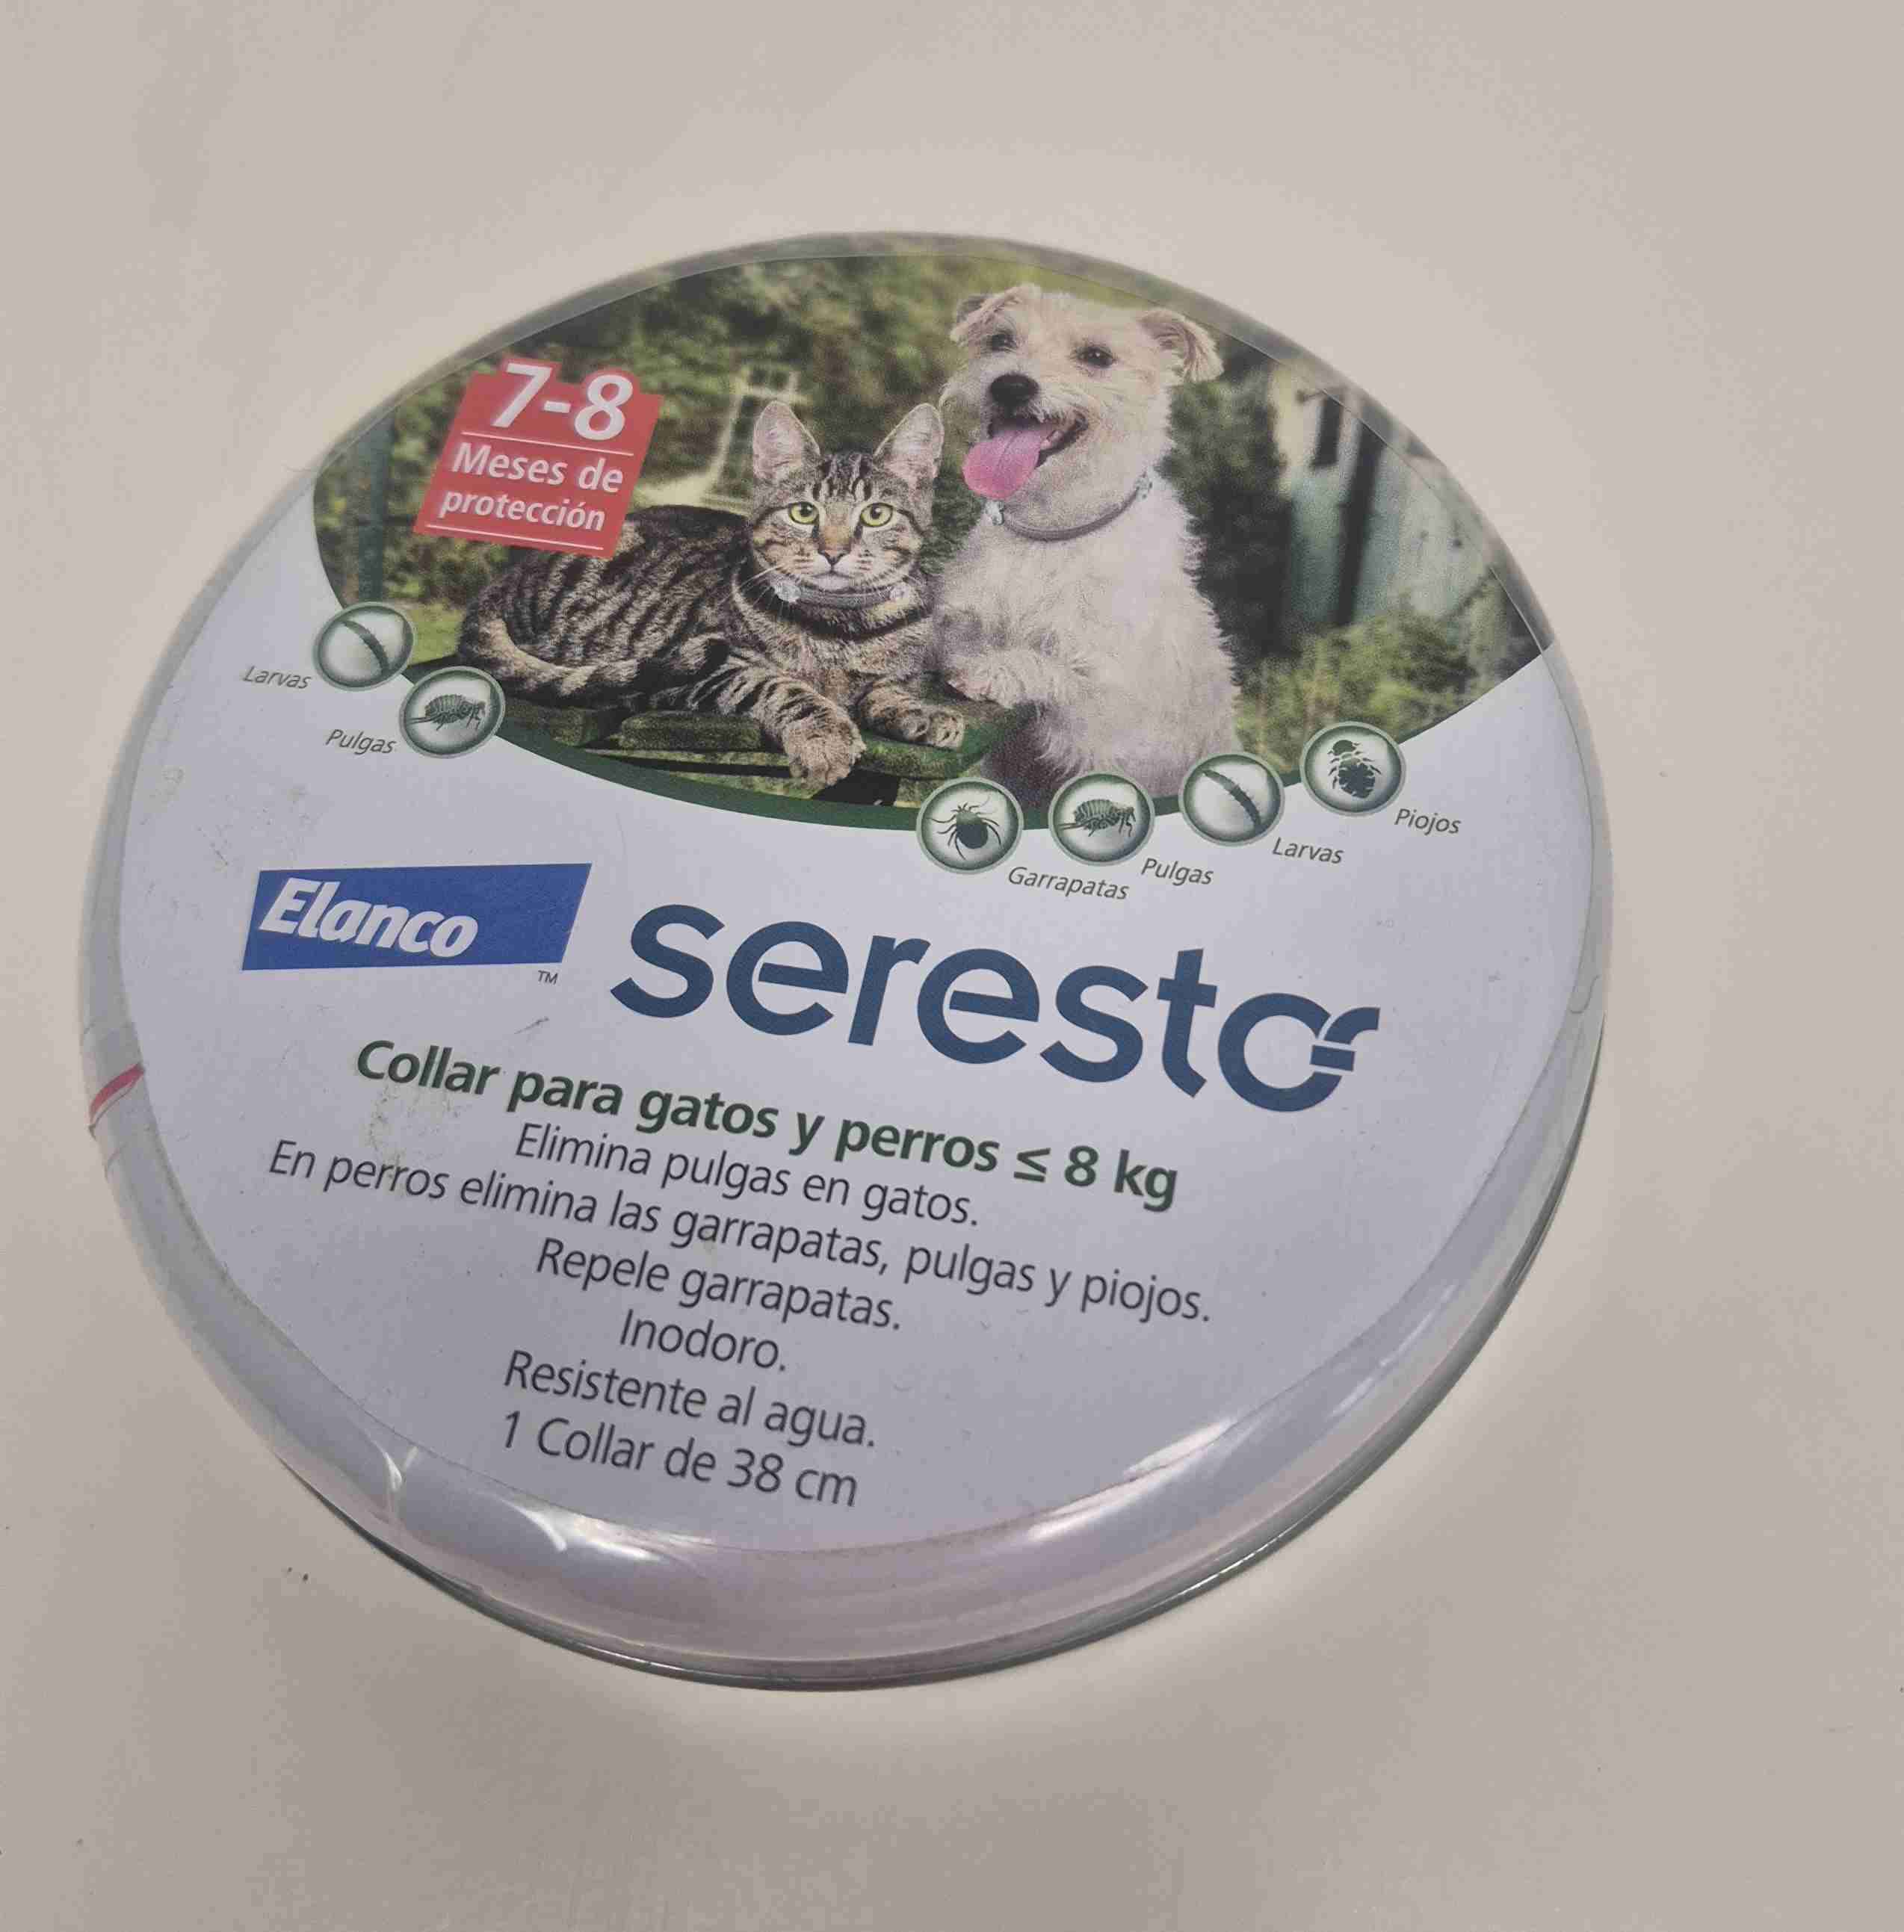 7-8
Meses de
protección
Larvas
Pulgas
Garrapatas
Pulgas
Larvas
Piojos
Elanco
TM
seresto
Collar para gatos y perros ≤ 8 kg
Elimina pulgas en gatos.
En perros elimina las garrapatas, pulgas y piojos.
Repele garrapatas.
Inodoro.
Resistente al agua.
1 Collar de 38 cm